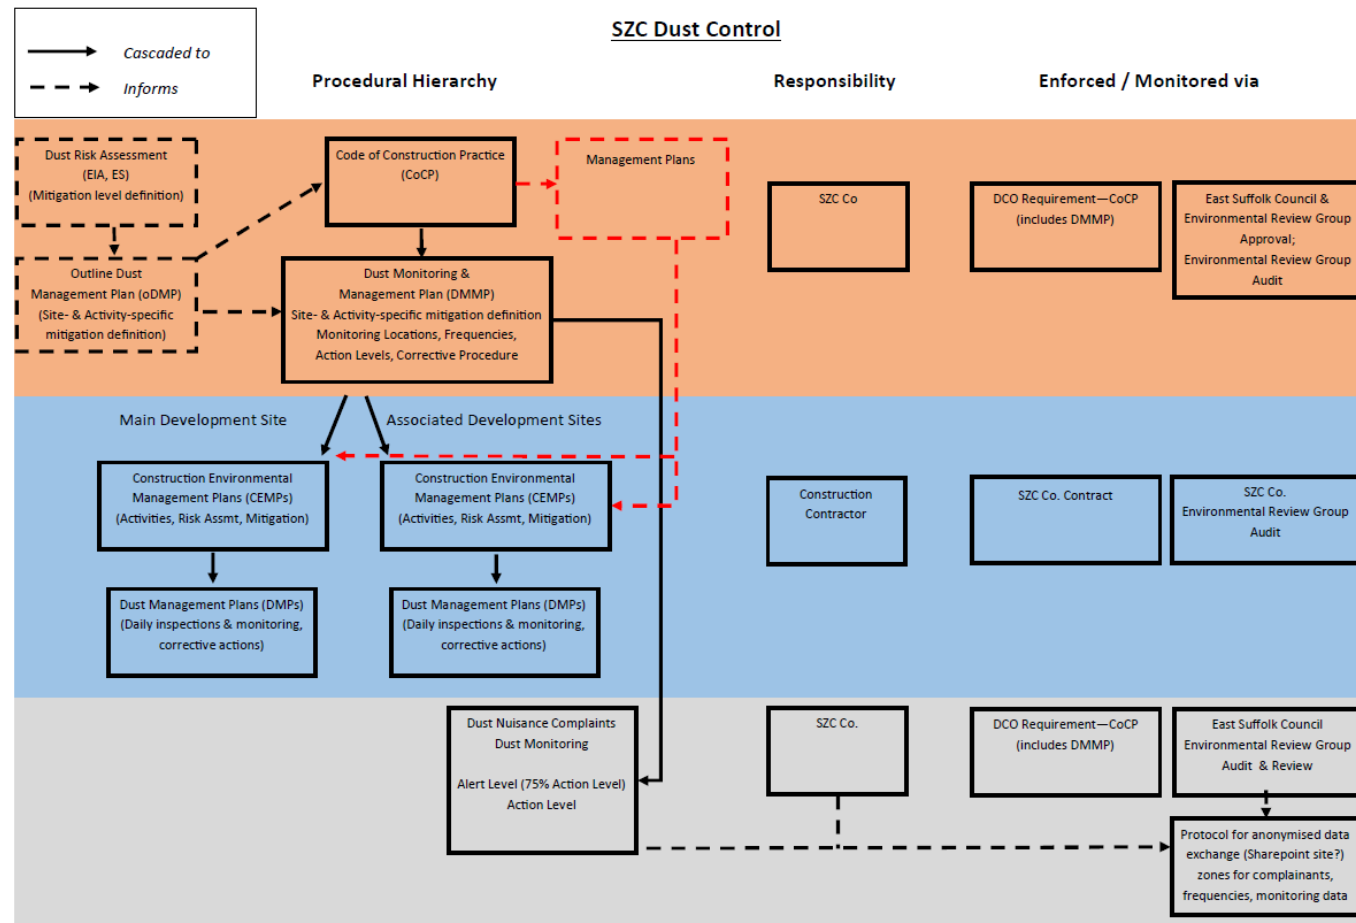 SZC Dust Control
Cascaded to
Informs
Procedural Hierarchy
Responsibility
Enforced / Monitored via
Dust Risk Assessment
(EIA, ES)
(Mitigation level definition)
Code of Construction Practice
(CoCP)
Management Plans
SZC Co
DCO Requirement—CoCP
(includes DMMP)
East Suffolk Council &
Environmental Review Group
Approval;
Environmental Review Group
Audit
Outline Dust
Management Plan (oDMP)
(Site- & Activity-specific
mitigation definition)
Dust Monitoring &
Management Plan (DMMP)
Site- & Activity-specific mitigation definition
Monitoring Locations, Frequencies,
Action Levels, Corrective Procedure
Main Development Site
Associated Development Sites
Construction Environmental
Management Plans (CEMPs)
(Activities, Risk Assmt, Mitigation)
Construction Environmental
Management Plans (CEMPs)
(Activities, Risk Assmt, Mitigation)
Construction
Contractor
SZC Co. Contract
SZC Co.
Environmental Review Group
Audit
Dust Management Plans (DMPs)
(Daily inspections & monitoring,
corrective actions)
Dust Management Plans (DMPs)
(Daily inspections & monitoring,
corrective actions)
Dust Nuisance Complaints
Dust Monitoring
Alert Level (75% Action Level)
Action Level
SZC Co.
DCO Requirement—CoCP
(includes DMMP)
East Suffolk Council
Environmental Review Group
Audit & Review
Protocol for anonymised data
exchange (Sharepoint site?)
zones for complainants,
frequencies, monitoring data